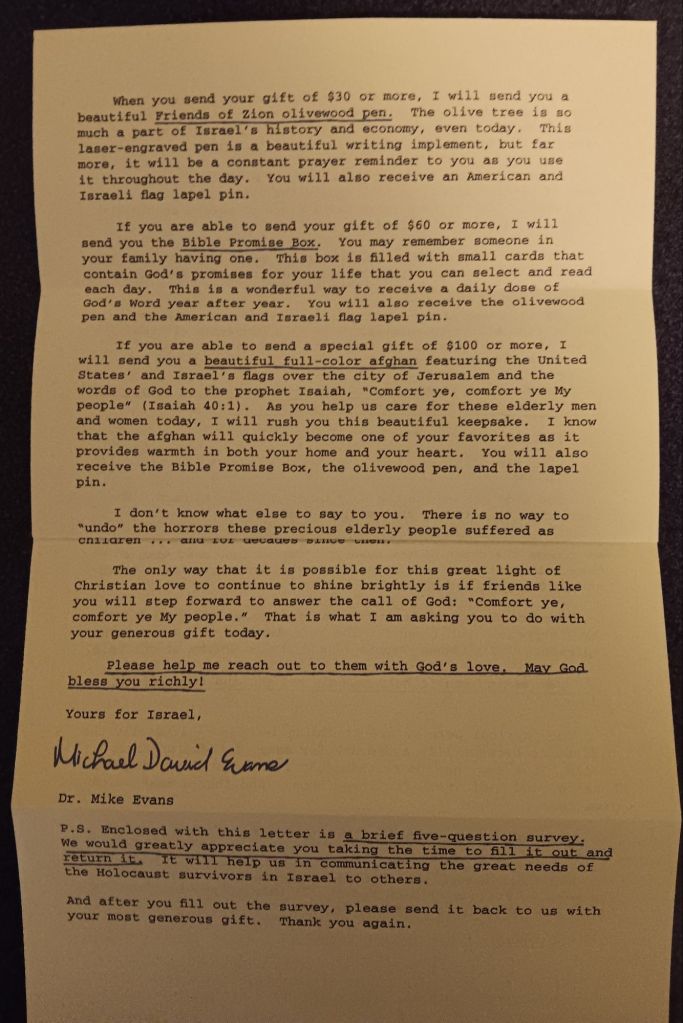 When you send your gift of $30 or more, I will send you a
beautiful Friends of Zion olivewood pen. The olive tree is so
much a part of Israel's history and economy, even today. This
laser-engraved pen is a beautiful writing implement, but far
more, it will be a constant prayer reminder to you as you use
it throughout the day. You will also receive an American and
Israeli flag lapel pin.
If you are able to send your gift of $60 or more, I will
send you the Bible Promise Box. You may remember someone in
your family having one. This box is filled with small cards that
contain God's promises for your life that you can select and read
each day. This is a wonderful way to receive a daily dose of
God's Word year after year. You will also receive the olivewood
pen and the American and Israeli flag lapel pin.
If you are able to send a special gift of $100 or more, I
will send you a beautiful full-color afghan featuring the United
States' and Israel's flags over the city of Jerusalem and the
words of God to the prophet Isaiah, "Comfort ye, comfort ye My
people" (Isaiah 40:1). As you help us care for these elderly men
and women today, I will rush you this beautiful keepsake. I know
that the afghan will quickly become one of your favorites as it
provides warmth in both your home and your heart. You will also
receive the Bible Promise Box, the olivewood pen, and the lapel
pin.
I don't know what else to say to you. There is no way to
"undo" the horrors these precious elderly people suffered as
children ... and for decades since then.
The only way that it is possible for this great light of
Christian love to continue to shine brightly is if friends like
you will step forward to answer the call of God: "Comfort ye,
comfort ye My people." That is what I am asking you to do with
your generous gift today.
Please help me reach out to them with God's love. May God
bless you richly!
Yours for Israel,
Michael David Evans
Dr. Mike Evans
P.S. Enclosed with this letter is a brief five-question survey.
We would greatly appreciate you taking the time to fill it out and
return it. It will help us in communicating the great needs of
the Holocaust survivors in Israel to others.
And after you fill out the survey, please send it back to us with
your most generous gift. Thank you again.